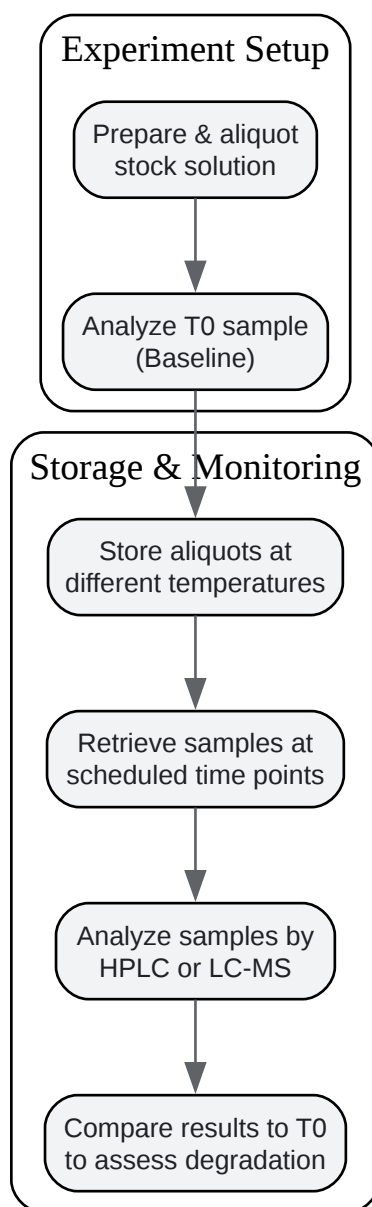 Experiment Setup
Prepare & aliquot
stock solution
Analyze T0 sample
(Baseline)
Storage & Monitoring
Store aliquots at
different temperatures
Retrieve samples at
scheduled time points
Analyze samples by
HPLC or LC-MS
Compare results to T0
to assess degradation